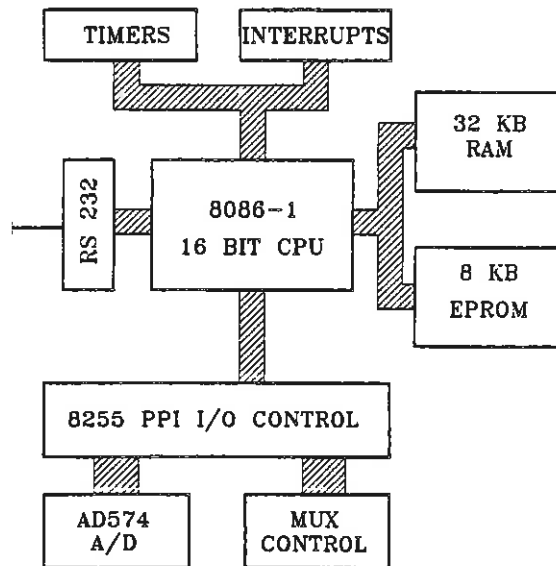 TIMERS
INTERRUPTS
32 KB
RAM
RS 232
8086-1
16 BIT CPU
8 KB
EPROM
8255 PPI I/O CONTROL
AD574
A/D
MUX
CONTROL